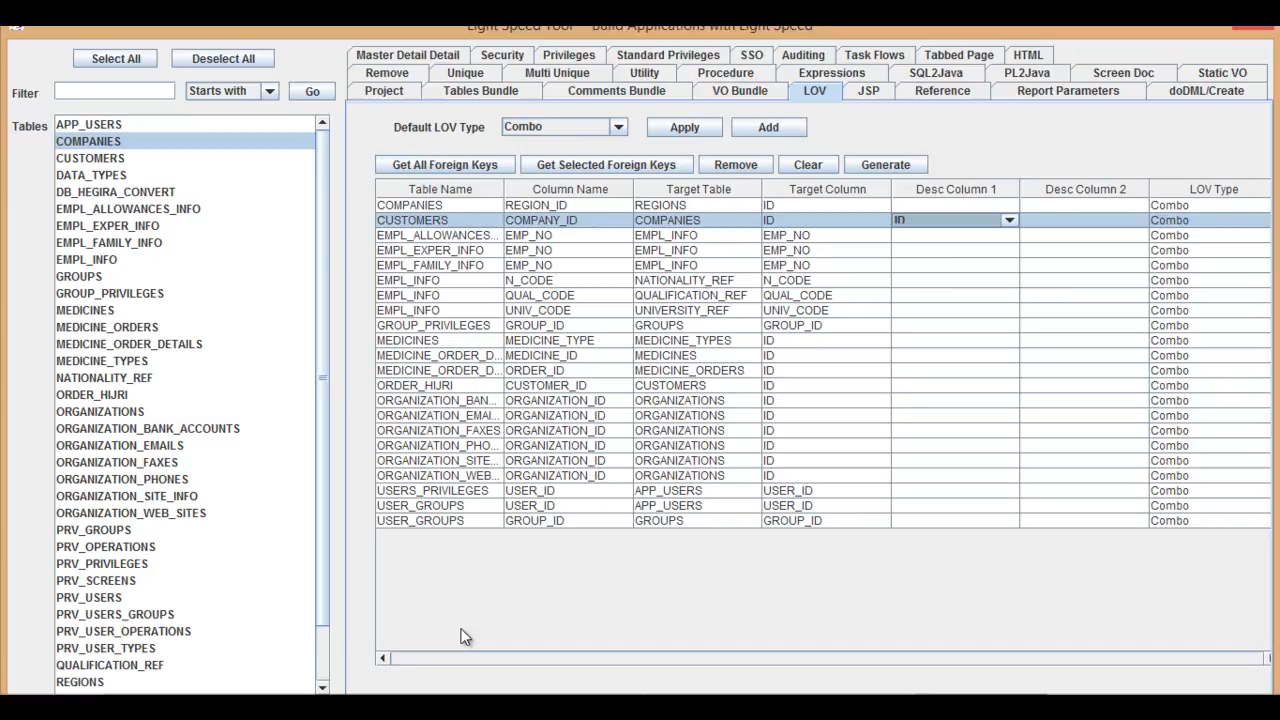 Light Speed Tool - Build Applications with Light Speed
Select All Deselect All
Filter Starts with Go
Tables
APP_USERS
COMPANIES
CUSTOMERS
DATA_TYPES
DB_HEGIRA_CONVERT
EMPL_ALLOWANCES_INFO
EMPL_EXPER_INFO
EMPL_FAMILY_INFO
EMPL_INFO
GROUPS
GROUP_PRIVILEGES
MEDICINES
MEDICINE_ORDERS
MEDICINE_ORDER_DETAILS
MEDICINE_TYPES
NATIONALITY_REF
ORDER_HIJRI
ORGANIZATIONS
ORGANIZATION_BANK_ACCOUNTS
ORGANIZATION_EMAILS
ORGANIZATION_FAXES
ORGANIZATION_PHONES
ORGANIZATION_SITE_INFO
ORGANIZATION_WEB_SITES
PRV_GROUPS
PRV_OPERATIONS
PRV_PRIVILEGES
PRV_SCREENS
PRV_USERS
PRV_USERS_GROUPS
PRV_USER_OPERATIONS
PRV_USER_TYPES
QUALIFICATION_REF
REGIONS
Master Detail Detail Security Privileges Standard Privileges SSO Auditing Task Flows Tabbed Page HTML
Remove Unique Multi Unique Utility Procedure Expressions SQL2Java PL2Java Screen Doc Static VO
Project Tables Bundle Comments Bundle VO Bundle LOV JSP Reference Report Parameters doDML/Create
Default LOV Type Combo Apply Add
Get All Foreign Keys Get Selected Foreign Keys Remove Clear Generate
Table Name Column Name Target Table Target Column Desc Column 1 Desc Column 2 LOV Type
COMPANIES REGION_ID REGIONS ID Combo
CUSTOMERS COMPANY_ID COMPANIES ID ID Combo
EMPL_ALLOWANCES... EMP_NO EMPL_INFO EMP_NO Combo
EMPL_EXPER_INFO EMP_NO EMPL_INFO EMP_NO Combo
EMPL_FAMILY_INFO EMP_NO EMPL_INFO EMP_NO Combo
EMPL_INFO N_CODE NATIONALITY_REF N_CODE Combo
EMPL_INFO QUAL_CODE QUALIFICATION_REF QUAL_CODE Combo
EMPL_INFO UNIV_CODE UNIVERSITY_REF UNIV_CODE Combo
GROUP_PRIVILEGES GROUP_ID GROUPS GROUP_ID Combo
MEDICINES MEDICINE_TYPE MEDICINE_TYPES ID Combo
MEDICINE_ORDER_D... MEDICINE_ID MEDICINES ID Combo
MEDICINE_ORDER_D... ORDER_ID MEDICINE_ORDERS ID Combo
ORDER_HIJRI CUSTOMER_ID CUSTOMERS ID Combo
ORGANIZATION_BAN... ORGANIZATION_ID ORGANIZATIONS ID Combo
ORGANIZATION_EMAI... ORGANIZATION_ID ORGANIZATIONS ID Combo
ORGANIZATION_FAXES ORGANIZATION_ID ORGANIZATIONS ID Combo
ORGANIZATION_PHO... ORGANIZATION_ID ORGANIZATIONS ID Combo
ORGANIZATION_SITE... ORGANIZATION_ID ORGANIZATIONS ID Combo
ORGANIZATION_WEB... ORGANIZATION_ID ORGANIZATIONS ID Combo
USERS_PRIVILEGES USER_ID APP_USERS USER_ID Combo
USER_GROUPS USER_ID APP_USERS USER_ID Combo
USER_GROUPS GROUP_ID GROUPS GROUP_ID Combo